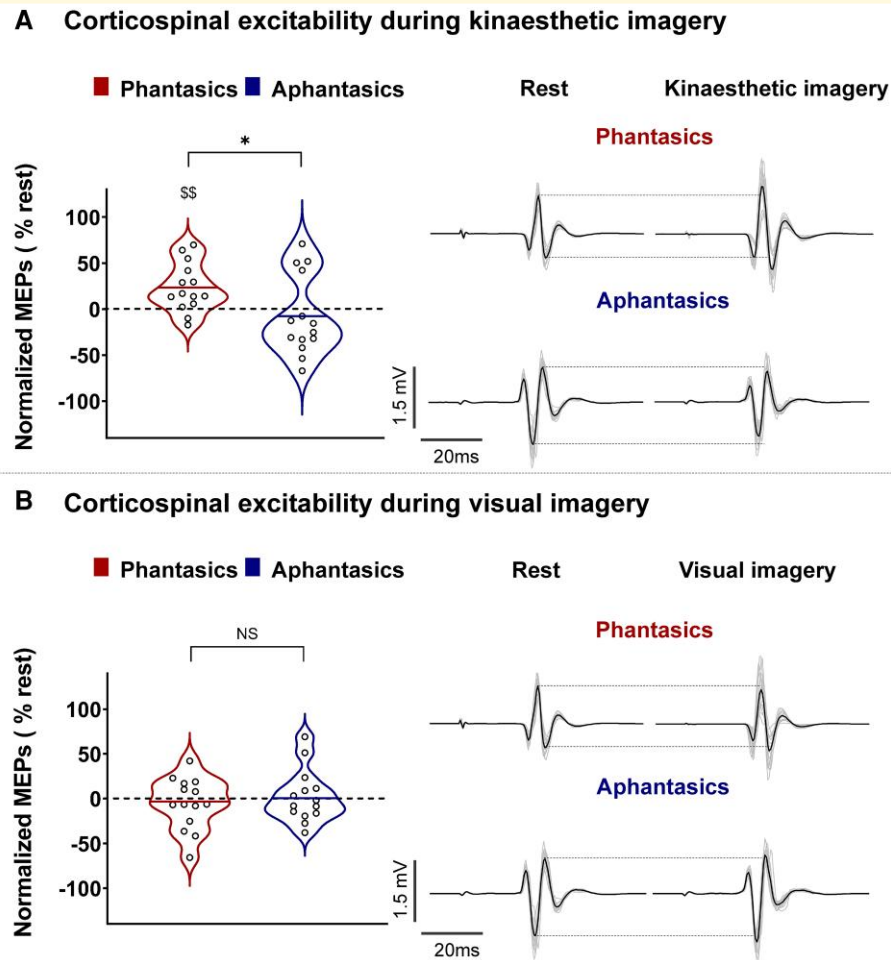 A Corticospinal excitability during kinaesthetic imagery
Phantasics Aphantasics
Rest Kinaesthetic imagery
Phantasics
*
$$
Normalized MEPs ( % rest)
100
50
0
-50
-100
Aphantasics
1.5 mV
20ms
B Corticospinal excitability during visual imagery
Phantasics Aphantasics
Rest Visual imagery
Phantasics
NS
Normalized MEPs ( % rest)
100
50
0
-50
-100
Aphantasics
1.5 mV
20ms